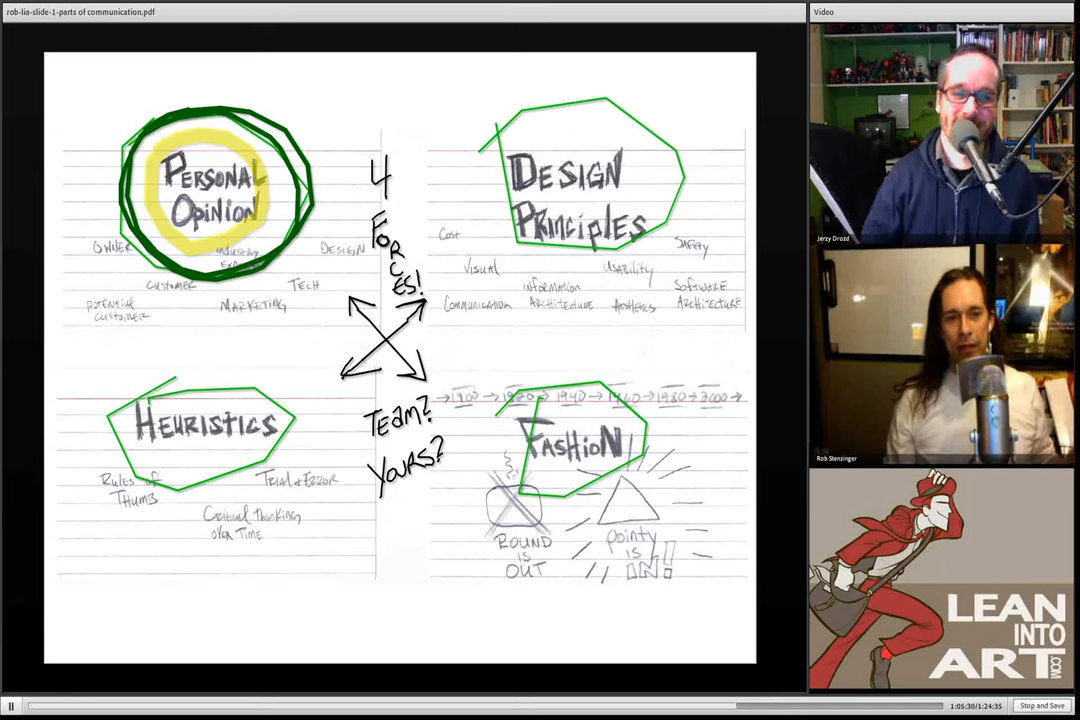 rob-lia-slide-1-parts of communication.pdf
Video
PERSONAL
OPINION
OWNER
INDUSTRY
DESIGN
CUSTOMER
TECH
POTENTIAL
CUSTOMER
MARKETING
4
FORCES!
TEAM?
YOURS?
DESIGN
PRINCIPLES
COST
SAFETY
VISUAL
USABILITY
INFORMATION
SOFTWARE
COMMUNICATION
ARCHITECTURE
AESTHETICS
ARCHITECTURE
HEURISTICS
RULES OF
THUMB
TRIAL & ERROR
CRITICAL THINKING
OVER TIME
→1900→1920→1940→1960→1980→2000→
FASHION
ROUND
IS
OUT
POINTY
IS
IN!
Jerzy Drozd
Rob Stenzinger
LEAN
INTO
ART
.COM
1:05:30/1:24:35
Stop and Save